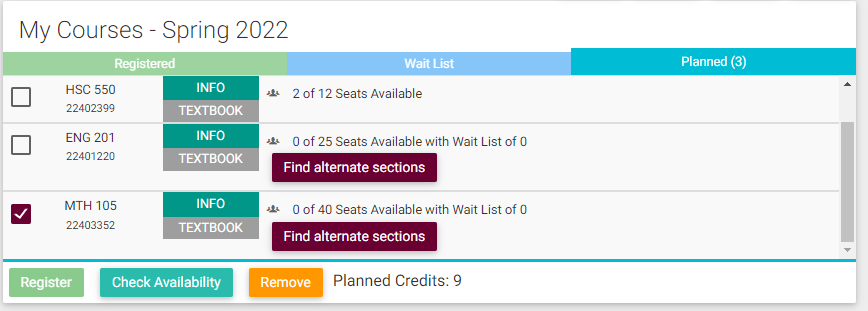 My Courses - Spring 2022
Registered
Wait List
Planned (3)
HSC 550
22402399
INFO
TEXTBOOK
2 of 12 Seats Available
ENG 201
22401220
INFO
TEXTBOOK
0 of 25 Seats Available with Wait List of 0
Find alternate sections
MTH 105
22403352
INFO
TEXTBOOK
0 of 40 Seats Available with Wait List of 0
Find alternate sections
Register
Check Availability
Remove
Planned Credits: 9